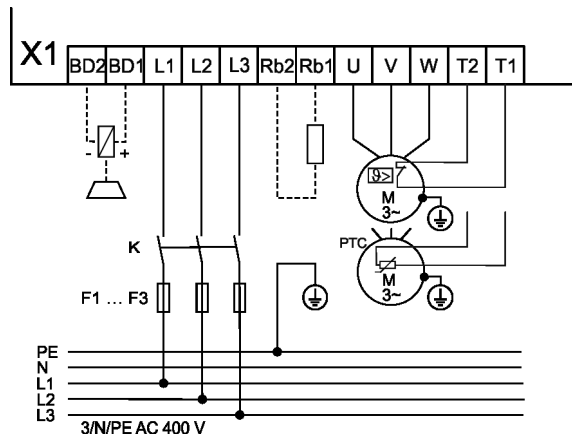 X1
BD2 BD1 L1 L2 L3 Rb2 Rb1 U V W T2 T1
- +
ϑ>
M
3~
K
PTC
M
3~
F1 ... F3
PE
N
L1
L2
L3
3/N/PE AC 400 V